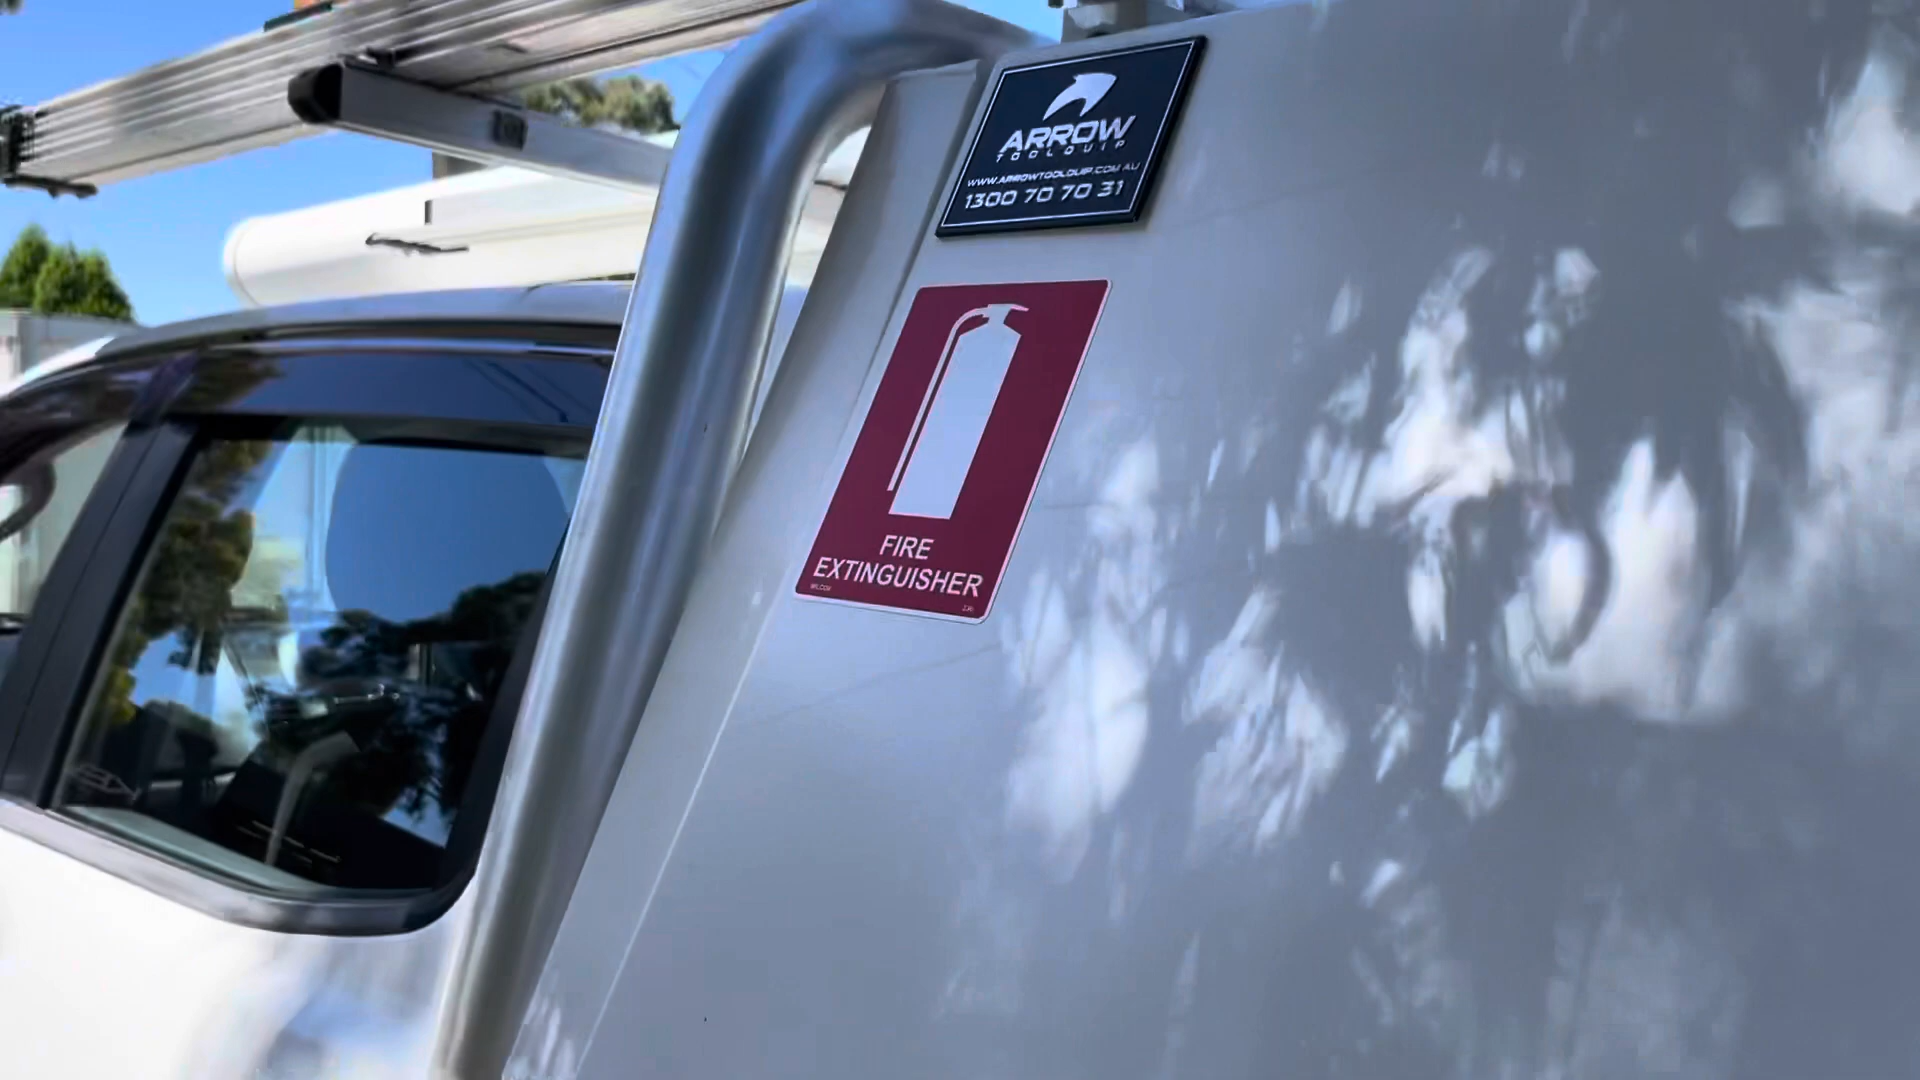 ARROW
TOOLQUIP
WWW.ARROWTOOLQUIP.COM.AU
1300 70 70 31
FIRE
EXTINGUISHER